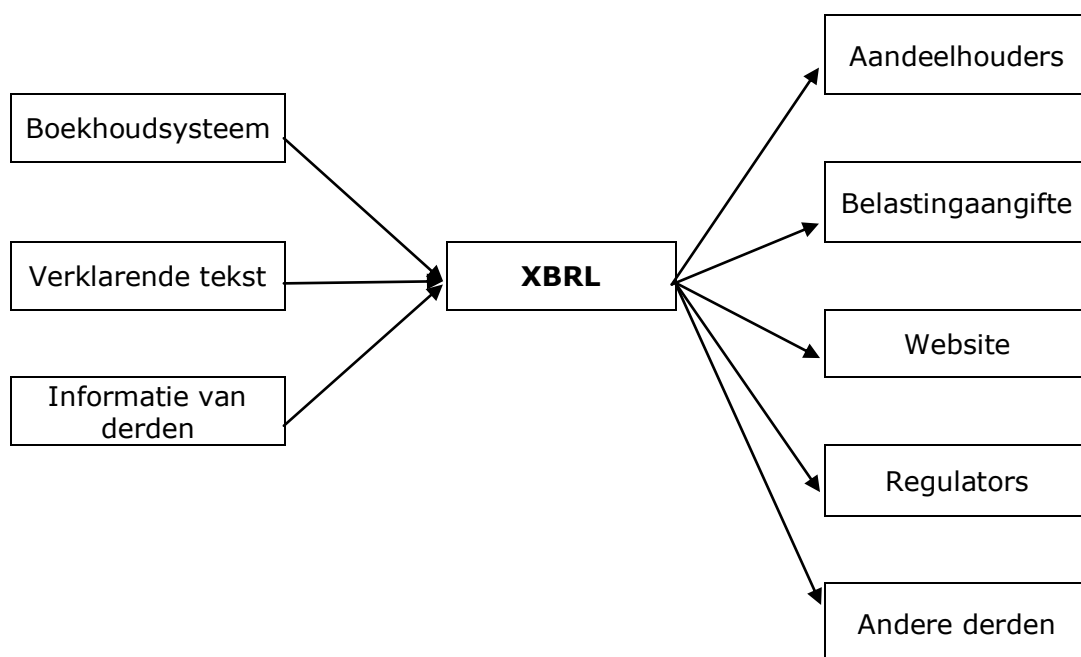 Boekhoudsysteem
Verklarende tekst
Informatie van
derden
XBRL
Aandeelhouders
Belastingaangifte
Website
Regulators
Andere derden